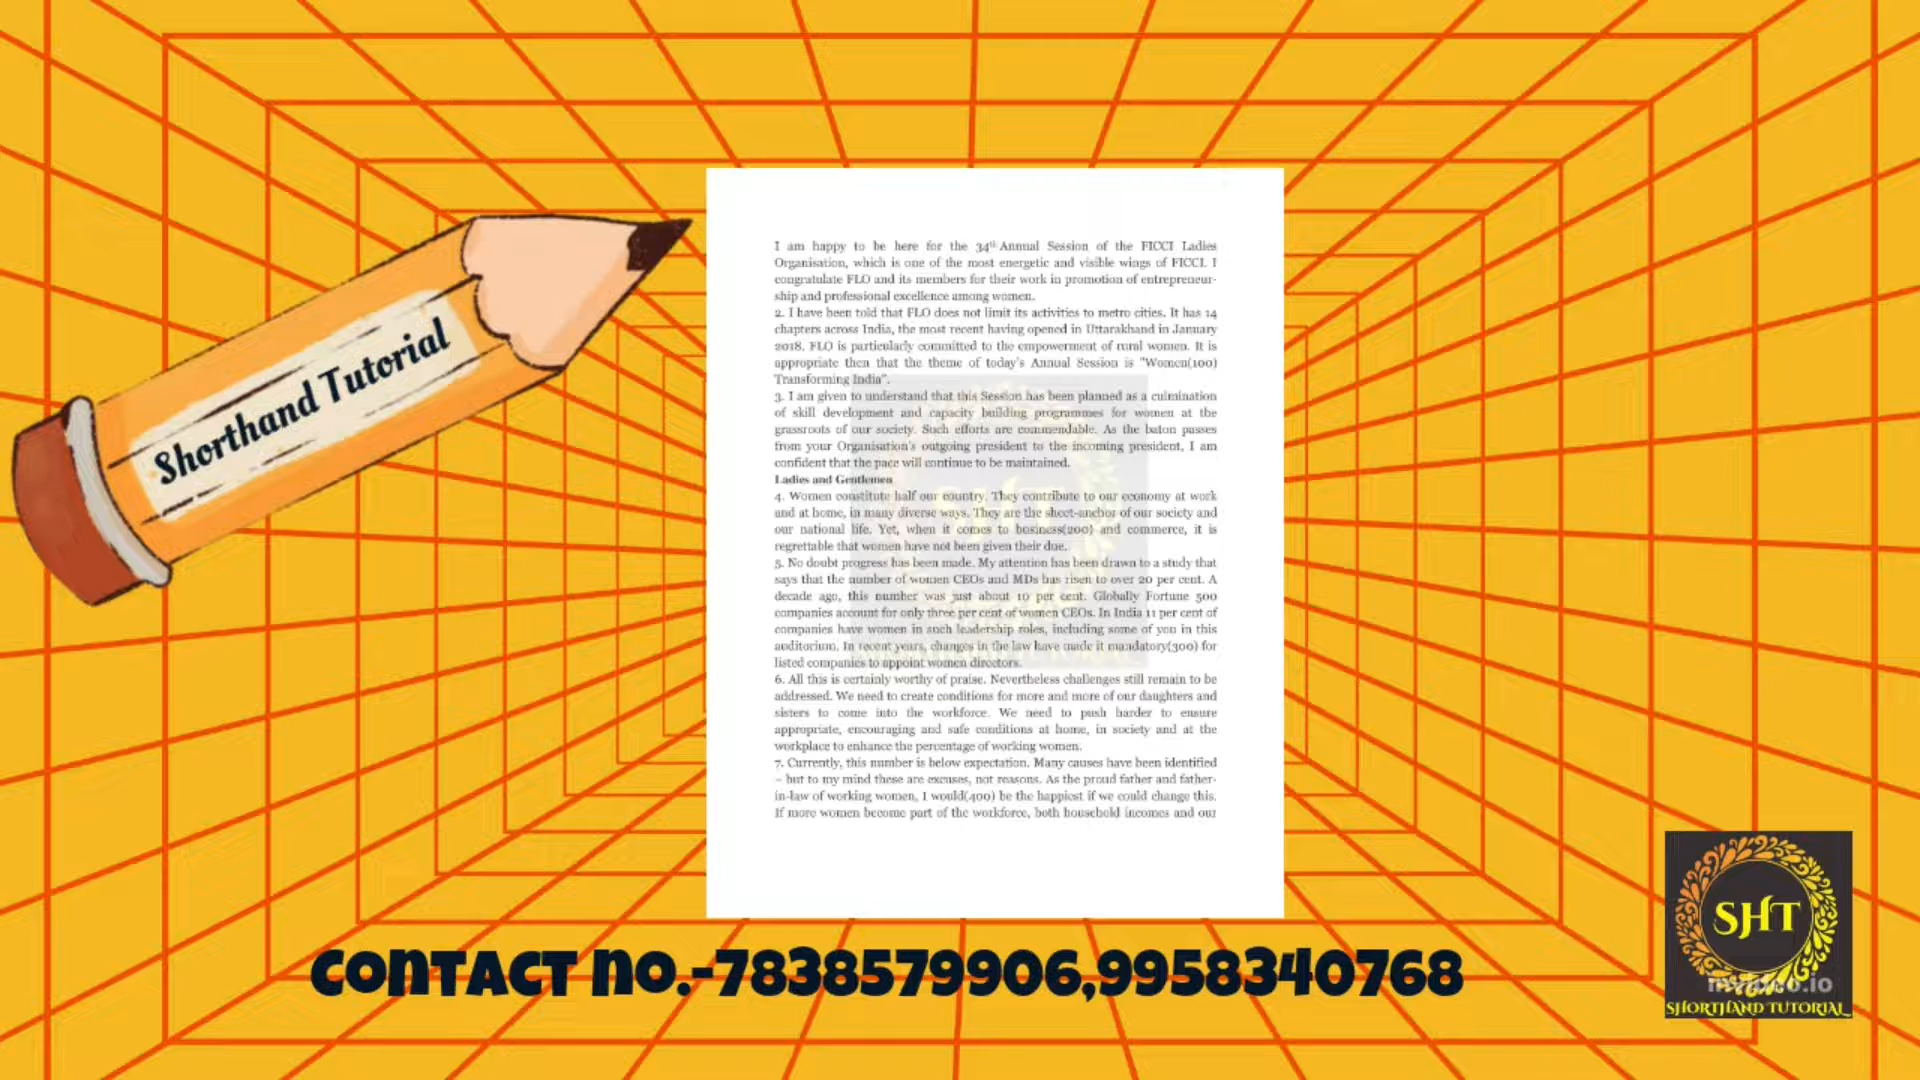 Shorthand Tutorial
I am happy to be here for the 34th Annual Session of the FICCI Ladies
Organisation, which is one of the most energetic and visible wings of FICCI. I
congratulate FLO and its members for their work in promotion of entrepreneur-
ship and professional excellence among women.
2. I have been told that FLO does not limit its activities to metro cities. It has 14
chapters across India, the most recent having opened in Uttarakhand in January
2018. FLO is particularly committed to the empowerment of rural women. It is
appropriate then that the theme of today's Annual Session is "Women(100)
Transforming India".
3. I am given to understand that this Session has been planned as a culmination
of skill development and capacity building programmes for women at the
grassroots of our society. Such efforts are commendable. As the baton passes
from your Organisation's outgoing president to the incoming president, I am
confident that the pace will continue to be maintained.
Ladies and Gentlemen
4. Women constitute half our country. They contribute to our economy at work
and at home, in many diverse ways. They are the sheet-anchor of our society and
our national life. Yet, when it comes to business(200) and commerce, it is
regrettable that women have not been given their due.
5. No doubt progress has been made. My attention has been drawn to a study that
says that the number of women CEOs and MDs has risen to over 20 per cent. A
decade ago, this number was just about 10 per cent. Globally Fortune 500
companies account for only three per cent of women CEOs. In India 11 per cent of
companies have women in such leadership roles, including some of you in this
auditorium. In recent years, changes in the law have made it mandatory(300) for
listed companies to appoint women directors.
6. All this is certainly worthy of praise. Nevertheless challenges still remain to be
addressed. We need to create conditions for more and more of our daughters and
sisters to come into the workforce. We need to push harder to ensure
appropriate, encouraging and safe conditions at home, in society and at the
workplace to enhance the percentage of working women.
7. Currently, this number is below expectation. Many causes have been identified
– but to my mind these are excuses, not reasons. As the proud father and father-
in-law of working women, I would(400) be the happiest if we could change this.
If more women become part of the workforce, both household incomes and our
Contact no.-7838579906,9958340768
SHT
SHORTHAND TUTORIAL